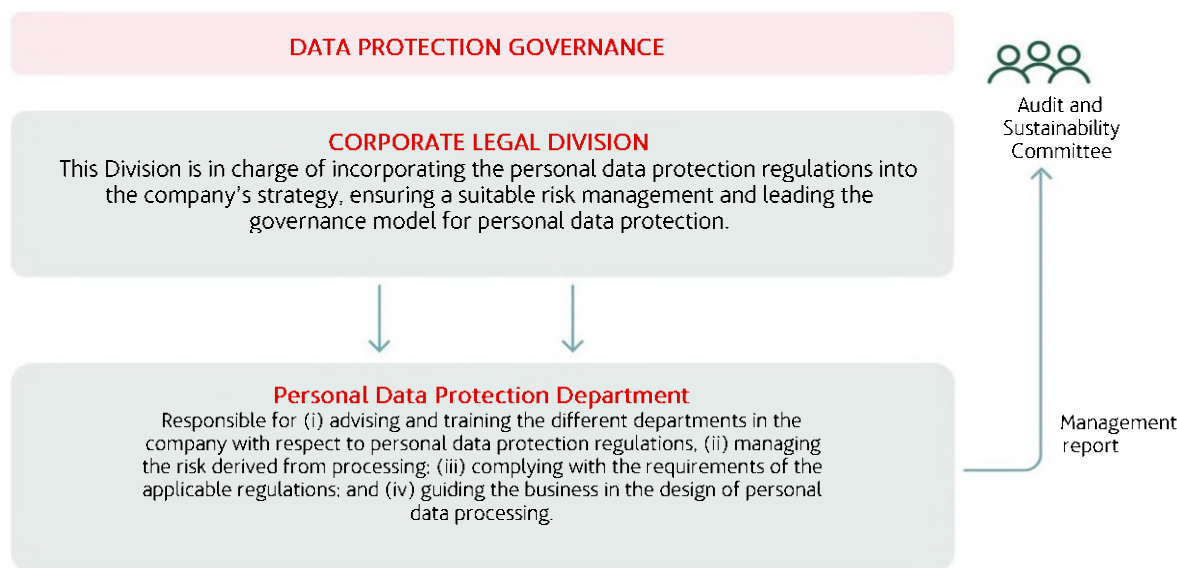 DATA PROTECTION GOVERNANCE
Audit and
Sustainability
Committee
CORPORATE LEGAL DIVISION
This Division is in charge of incorporating the personal data protection regulations into
the company's strategy, ensuring a suitable risk management and leading the
governance model for personal data protection.
Personal Data Protection Department
Responsible for (i) advising and training the different departments in the
company with respect to personal data protection regulations, (ii) managing
the risk derived from processing; (iii) complying with the requirements of the
applicable regulations; and (iv) guiding the business in the design of personal
data processing.
Management
report